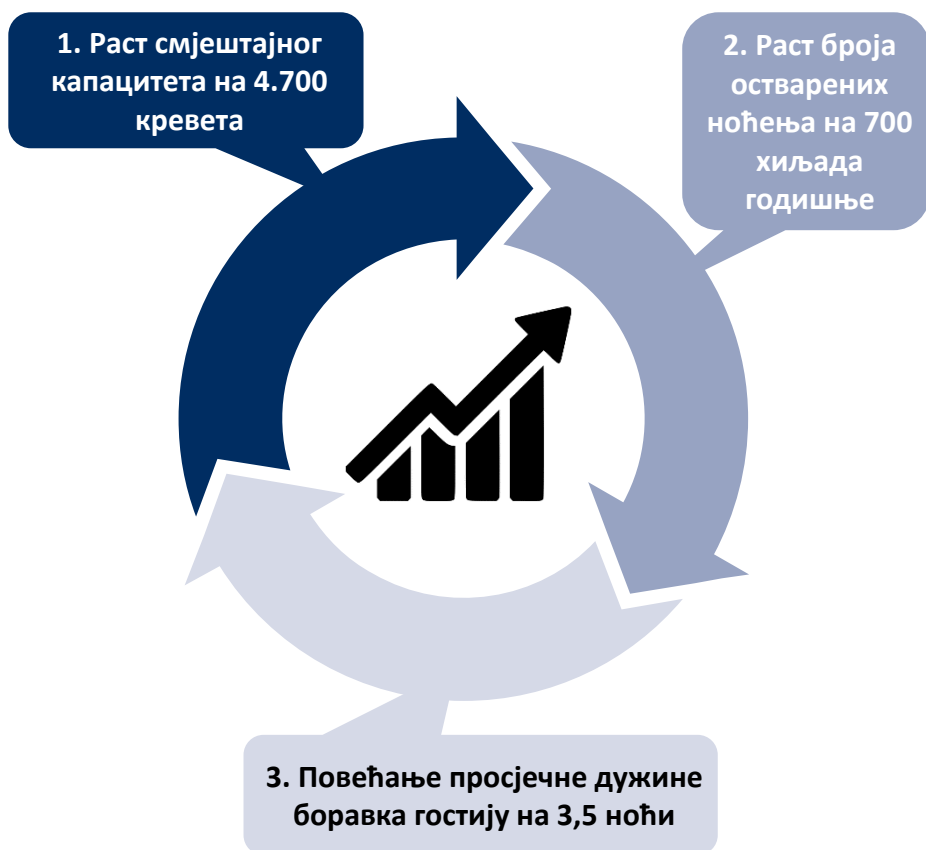 1. Раст смјештајног
капацитета на 4.700
кревета
2. Раст броја
остварених
ноћења на 700
хиљада
годишње
3. Повећање просјечне дужине
боравка гостију на 3,5 ноћи